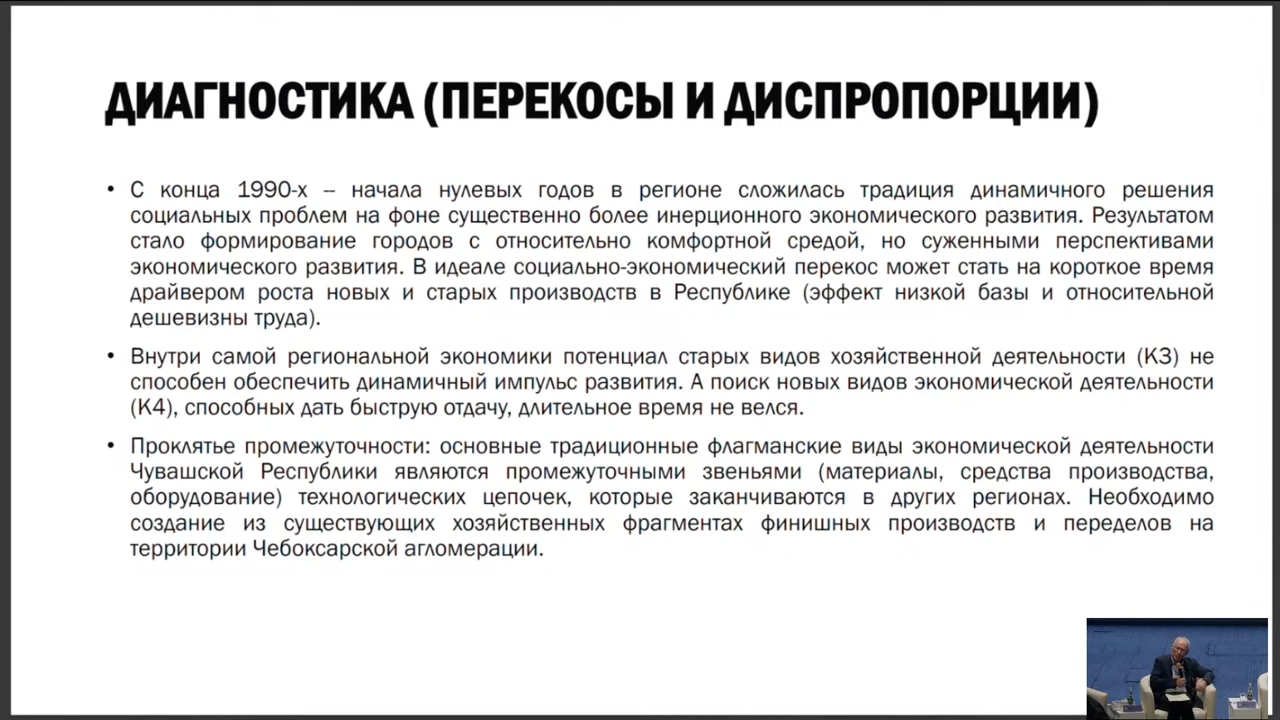 ДИАГНОСТИКА (ПЕРЕКОСЫ И ДИСПРОПОРЦИИ)
• С конца 1990-х – начала нулевых годов в регионе сложилась традиция динамичного решения
социальных проблем на фоне существенно более инерционного экономического развития. Результатом
стало формирование городов с относительно комфортной средой, но суженными перспективами
экономического развития. В идеале социально-экономический перекос может стать на короткое время
драйвером роста новых и старых производств в Республике (эффект низкой базы и относительной
дешевизны труда).
• Внутри самой региональной экономики потенциал старых видов хозяйственной деятельности (К3) не
способен обеспечить динамичный импульс развития. А поиск новых видов экономической деятельности
(К4), способных дать быструю отдачу, длительное время не велся.
• Проклятье промежуточности: основные традиционные флагманские виды экономической деятельности
Чувашской Республики являются промежуточными звеньями (материалы, средства производства,
оборудование) технологических цепочек, которые заканчиваются в других регионах. Необходимо
создание из существующих хозяйственных фрагментах финишных производств и переделов на
территории Чебоксарской агломерации.